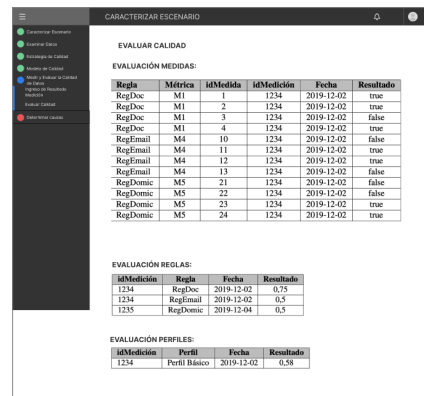 CARACTERIZAR ESCENARIO
Caracterizar Escenario
Examinar Datos
Estrategia de Calidad
Modelo de Calidad
Medir y Evaluar la Calidad
de Datos
Ingreso de Resultado
Medición
Evaluar Calidad
Determinar causas
EVALUAR CALIDAD
EVALUACIÓN MEDIDAS:
Regla Métrica idMedida idMedición Fecha Resultado
RegDoc M1 1 1234 2019-12-02 true
RegDoc M1 2 1234 2019-12-02 true
RegDoc M1 3 1234 2019-12-02 false
RegDoc M1 4 1234 2019-12-02 true
RegEmail M4 10 1234 2019-12-02 false
RegEmail M4 11 1234 2019-12-02 true
RegEmail M4 12 1234 2019-12-02 true
RegEmail M4 13 1234 2019-12-02 false
RegDomic M5 21 1234 2019-12-02 false
RegDomic M5 22 1234 2019-12-02 false
RegDomic M5 23 1234 2019-12-02 true
RegDomic M5 24 1234 2019-12-02 true
EVALUACIÓN REGLAS:
idMedición Regla Fecha Resultado
1234 RegDoc 2019-12-02 0,75
1234 RegEmail 2019-12-02 0,5
1235 RegDomic 2019-12-04 0,5
EVALUACIÓN PERFILES:
idMedición Perfil Fecha Resultado
1234 Perfil Básico 2019-12-02 0,58